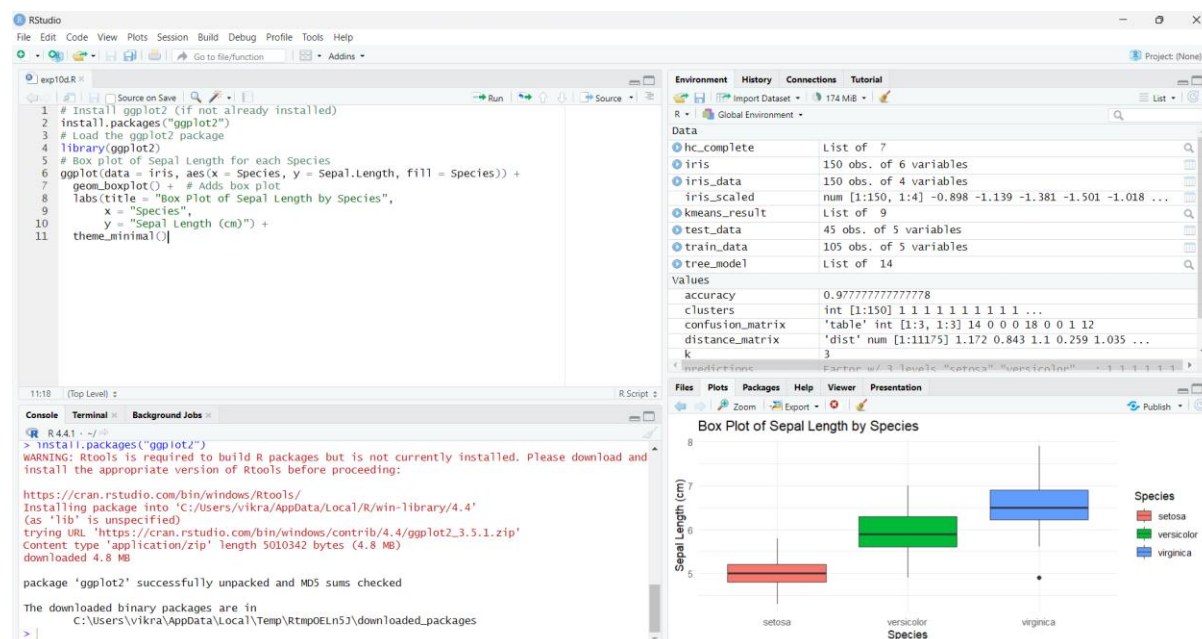 RStudio
File Edit Code View Plots Session Build Debug Profile Tools Help
Go to file/function Addins Project: (None)
exp10d.R
Source on Save Run Source
1 # Install ggplot2 (if not already installed)
2 install.packages("ggplot2")
3 # Load the ggplot2 package
4 library(ggplot2)
5 # Box plot of Sepal Length for each Species
6 ggplot(data = iris, aes(x = Species, y = Sepal.Length, fill = Species)) +
7 geom_boxplot() + # Adds box plot
8 labs(title = "Box Plot of Sepal Length by Species",
9 x = "Species",
10 y = "Sepal Length (cm)") +
11 theme_minimal()
11:18 (Top Level) R Script
Console Terminal Background Jobs
R 4.4.1 · ~/
> install.packages("ggplot2")
WARNING: Rtools is required to build R packages but is not currently installed. Please download and
install the appropriate version of Rtools before proceeding:
https://cran.rstudio.com/bin/windows/Rtools/
Installing package into ‘C:/Users/vikra/AppData/Local/R/win-library/4.4’
(as ‘lib’ is unspecified)
trying URL 'https://cran.rstudio.com/bin/windows/contrib/4.4/ggplot2_3.5.1.zip'
Content type 'application/zip' length 5010342 bytes (4.8 MB)
downloaded 4.8 MB
package ‘ggplot2’ successfully unpacked and MD5 sums checked
The downloaded binary packages are in
C:\Users\vikra\AppData\Local\Temp\RtmpOELn5J\downloaded_packages
>
Environment History Connections Tutorial
Import Dataset 174 MiB List
R Global Environment
Data
hc_complete List of 7
iris 150 obs. of 6 variables
iris_data 150 obs. of 4 variables
iris_scaled num [1:150, 1:4] -0.898 -1.139 -1.381 -1.501 -1.018 ...
kmeans_result List of 9
test_data 45 obs. of 5 variables
train_data 105 obs. of 5 variables
tree_model List of 14
Values
accuracy 0.977777777777778
clusters int [1:150] 1 1 1 1 1 1 1 1 1 1 ...
confusion_matrix 'table' int [1:3, 1:3] 14 0 0 0 18 0 0 1 12
distance_matrix 'dist' num [1:11175] 1.172 0.843 1.1 0.259 1.035 ...
k 3
predictions Factor w/ 3 levels "setosa" "versicolor" : 1 1 1 1 1 1
Files Plots Packages Help Viewer Presentation
Zoom Export Publish
Box Plot of Sepal Length by Species
8
7
6
5
Sepal Length (cm)
setosa versicolor virginica
Species
Species
setosa
versicolor
virginica